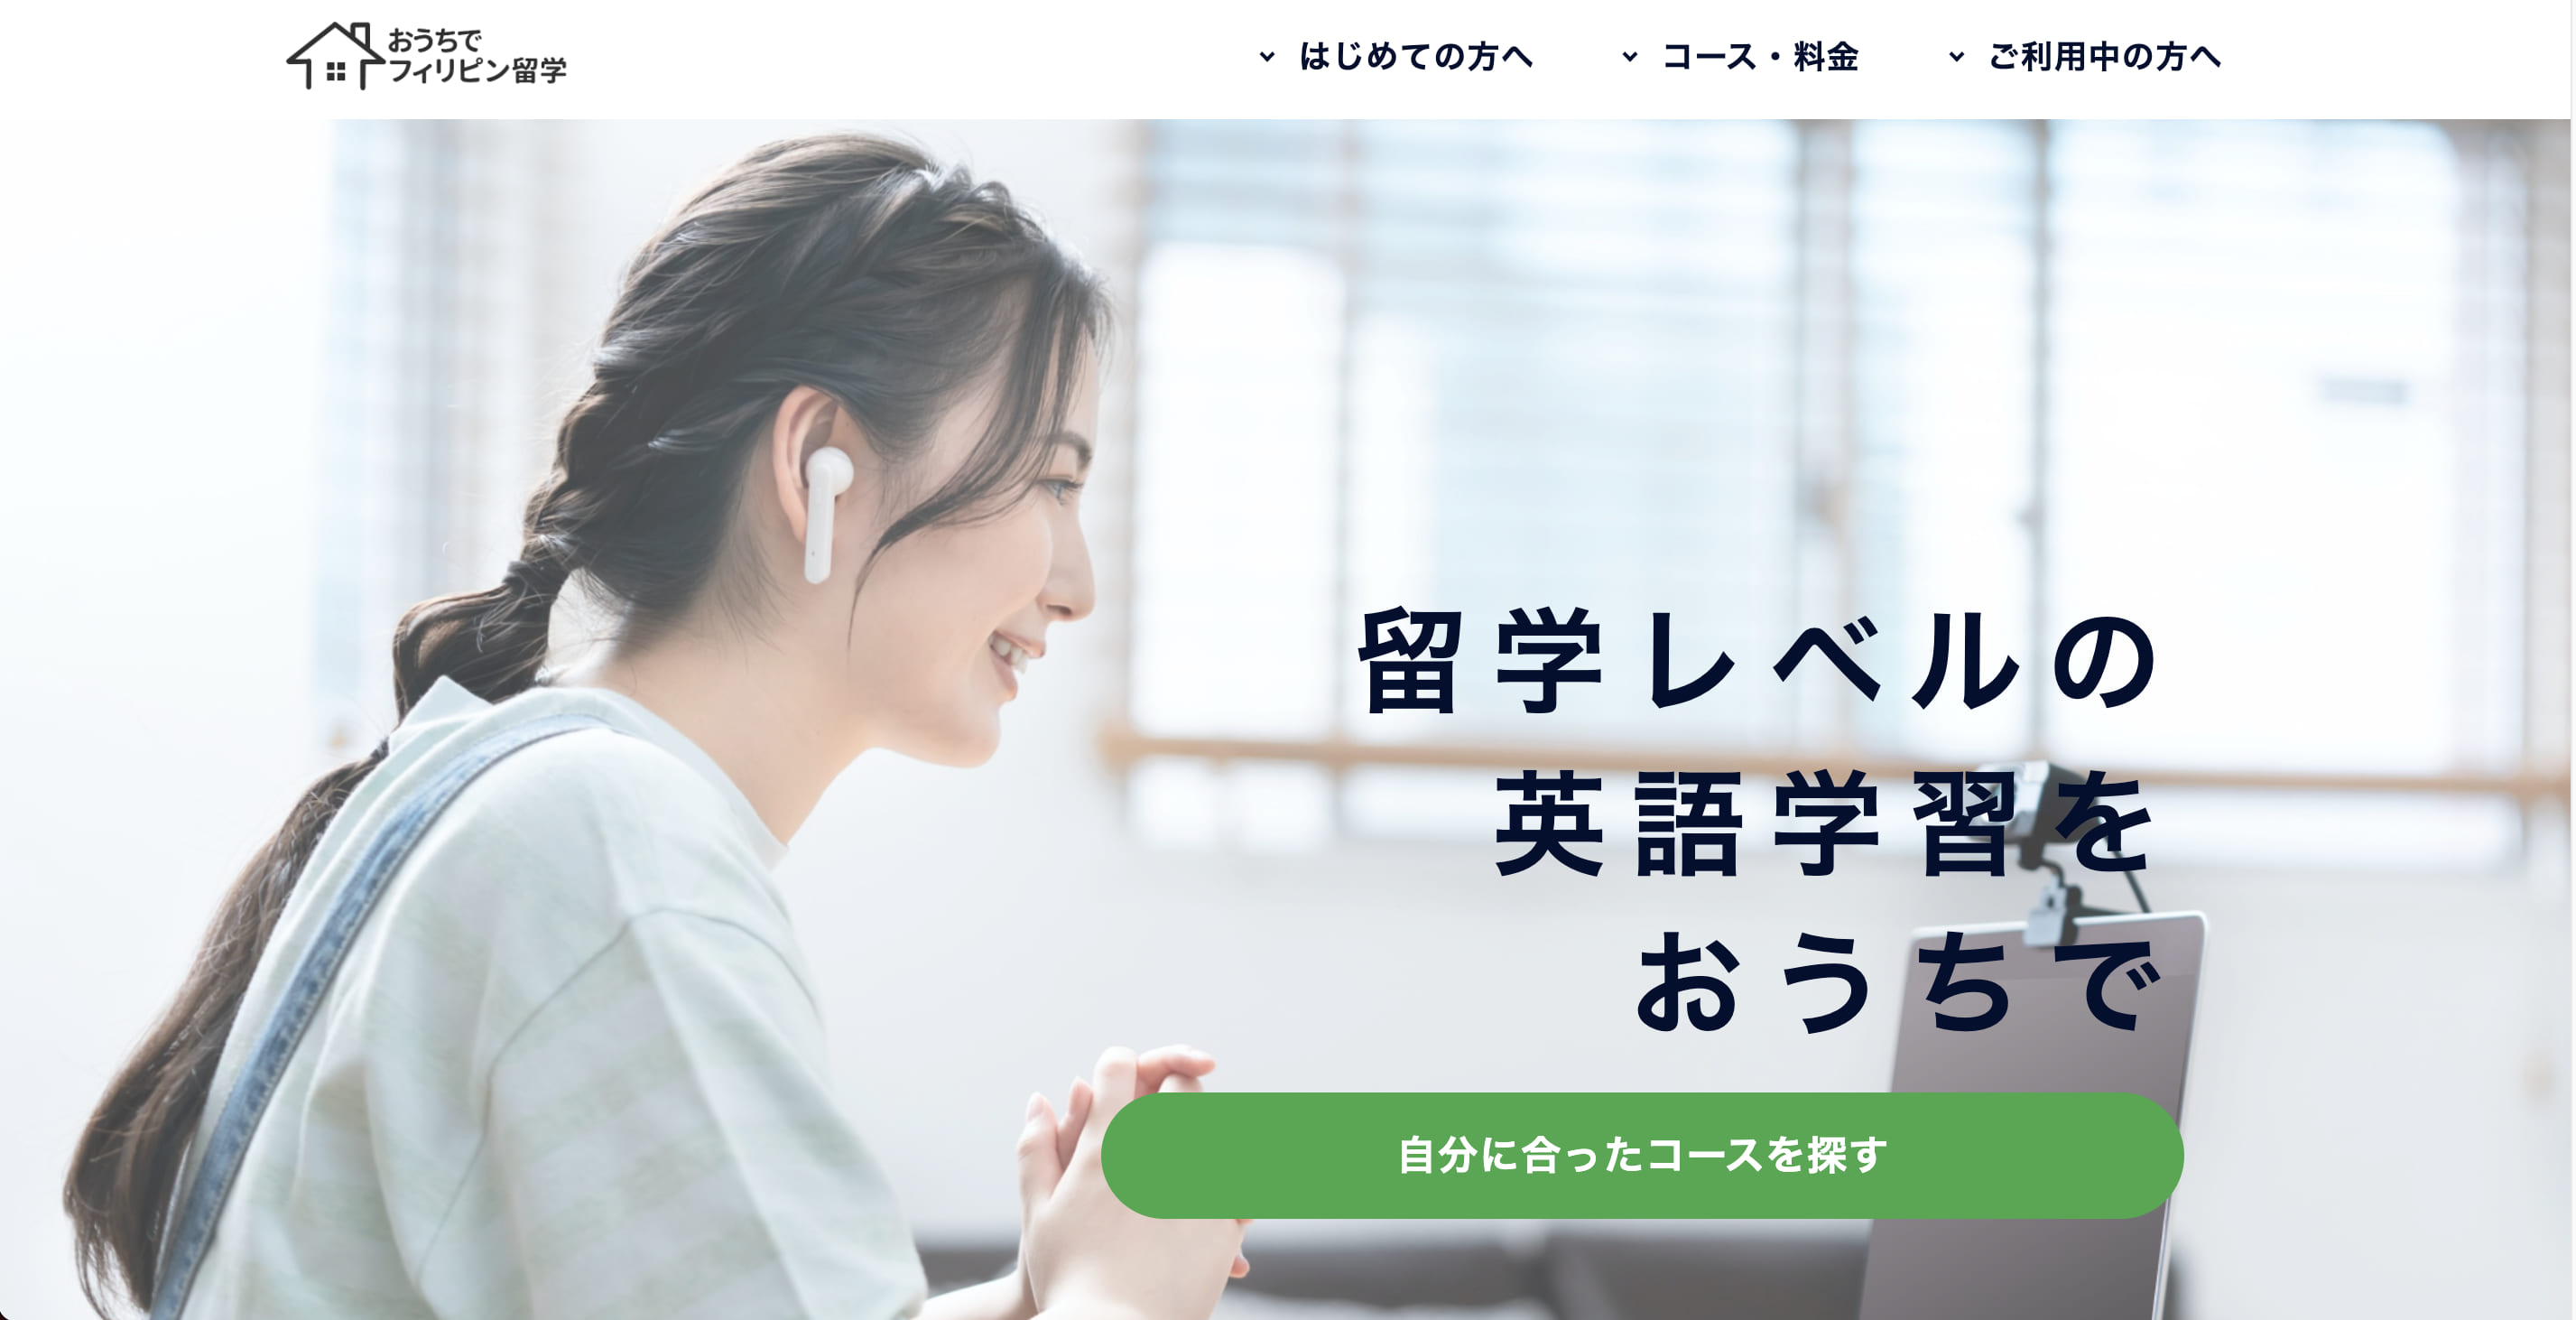 おうちで
フィリピン留学
はじめての方へ
コース・料金
ご利用中の方へ
留学レベルの
英語学習を
おうちで
自分に合ったコースを探す